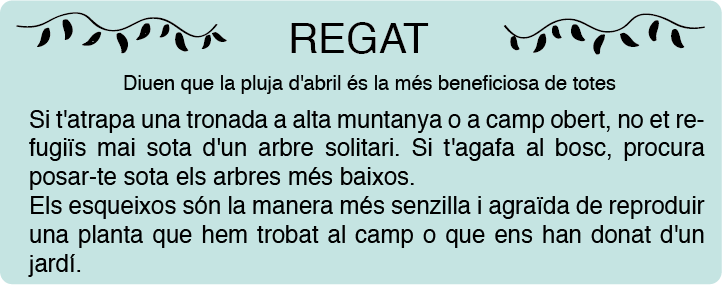 REGAT
Diuen que la pluja d'abril és la més beneficiosa de totes
Si t'atrapa una tronada a alta muntanya o a camp obert, no et re-
fugiïs mai sota d'un arbre solitari. Si t'agafa al bosc, procura
posar-te sota els arbres més baixos.
Els esqueixos són la manera més senzilla i agraïda de reproduir
una planta que hem trobat al camp o que ens han donat d'un
jardí.